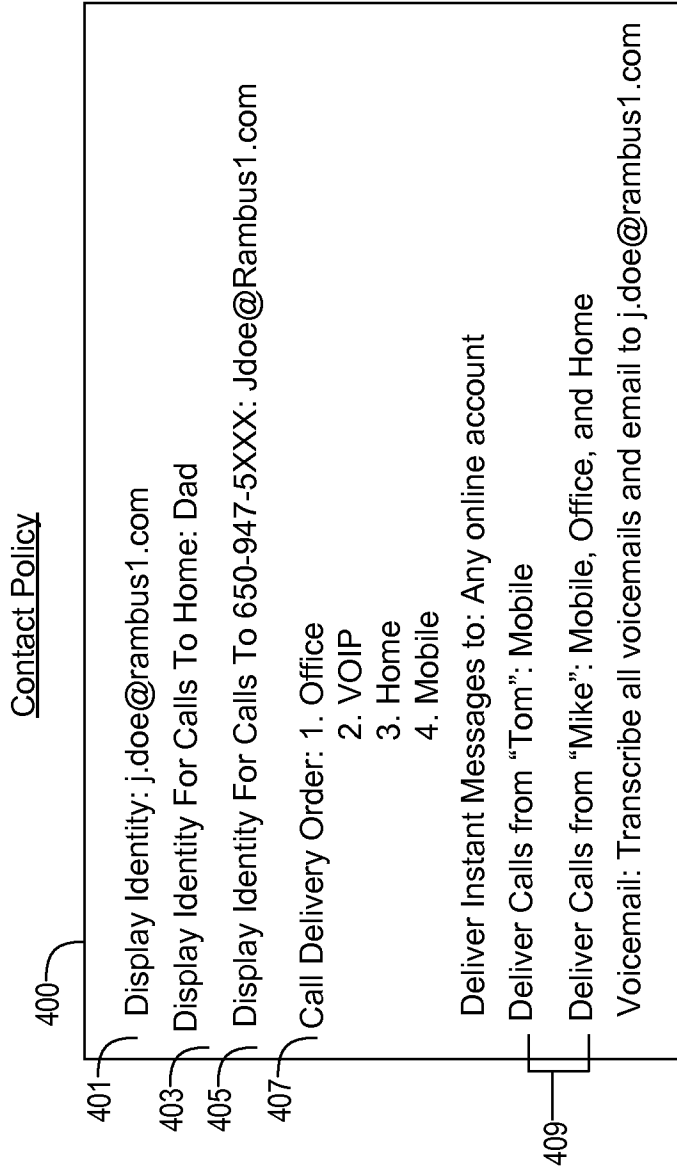 Contact Policy
400
401
Display Identity: j.doe@rambus1.com
403
Display Identity For Calls To Home: Dad
405
Display Identity For Calls To 650-947-5XXX: Jdoe@Rambus1.com
407
Call Delivery Order: 1. Office
2. VOIP
3. Home
4. Mobile
Deliver Instant Messages to: Any online account
409
Deliver Calls from “Tom”: Mobile
Deliver Calls from “Mike”: Mobile, Office, and Home
Voicemail: Transcribe all voicemails and email to j.doe@rambus1.com